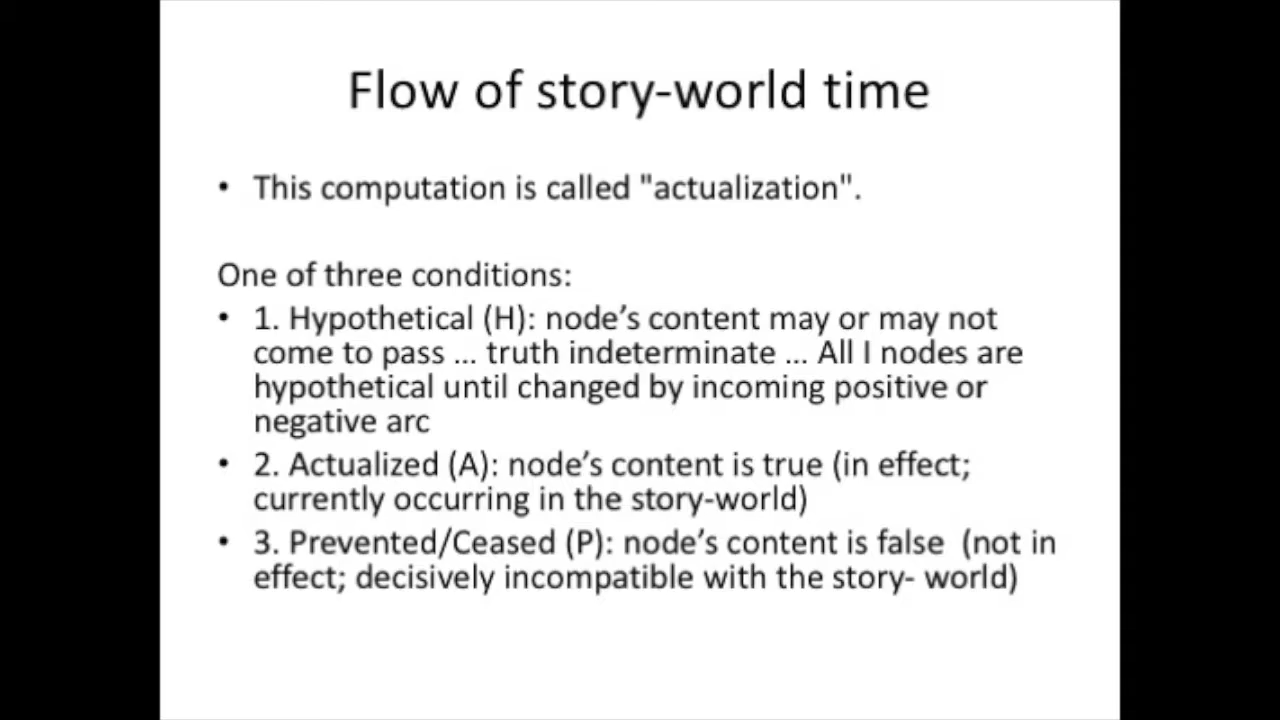 Flow of story-world time
• This computation is called "actualization".
One of three conditions:
• 1. Hypothetical (H): node’s content may or may not
come to pass ... truth indeterminate ... All I nodes are
hypothetical until changed by incoming positive or
negative arc
• 2. Actualized (A): node’s content is true (in effect;
currently occurring in the story-world)
• 3. Prevented/Ceased (P): node’s content is false  (not in
effect; decisively incompatible with the story- world)